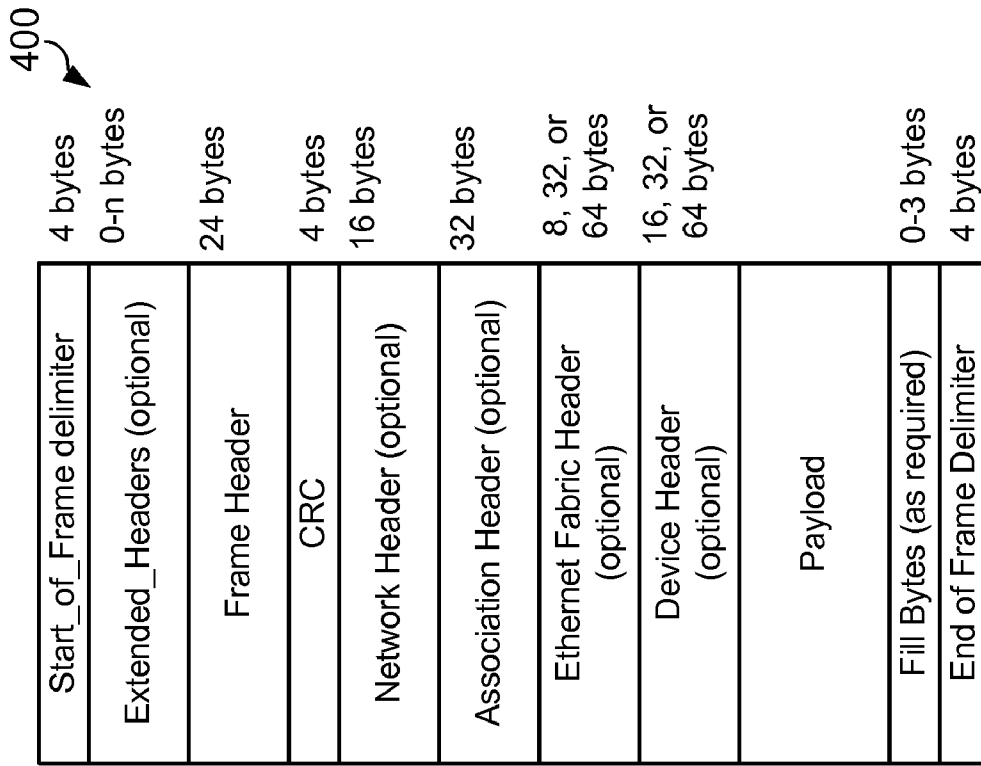 400
Start_of_Frame delimiter 4 bytes
Extended_Headers (optional) 0-n bytes
Frame Header 24 bytes
CRC 4 bytes
Network Header (optional) 16 bytes
Association Header (optional) 32 bytes
Ethernet Fabric Header 8, 32, or
(optional) 64 bytes
Device Header 16, 32, or
(optional) 64 bytes
Payload
Fill Bytes (as required) 0-3 bytes
End of Frame Delimiter 4 bytes